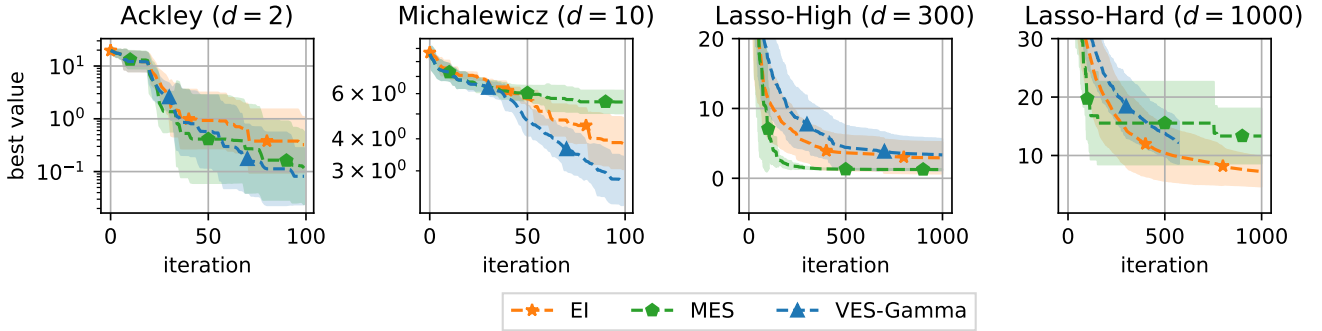 Ackley (d = 2)
Michalewicz (d = 10)
Lasso-High (d = 300)
Lasso-Hard (d = 1000)
best value
10¹
10⁰
10⁻¹
0
50
100
iteration
6 × 10⁰
4 × 10⁰
3 × 10⁰
0
50
100
iteration
20
10
0
0
500
1000
iteration
30
20
10
0
500
1000
iteration
EI MES VES-Gamma